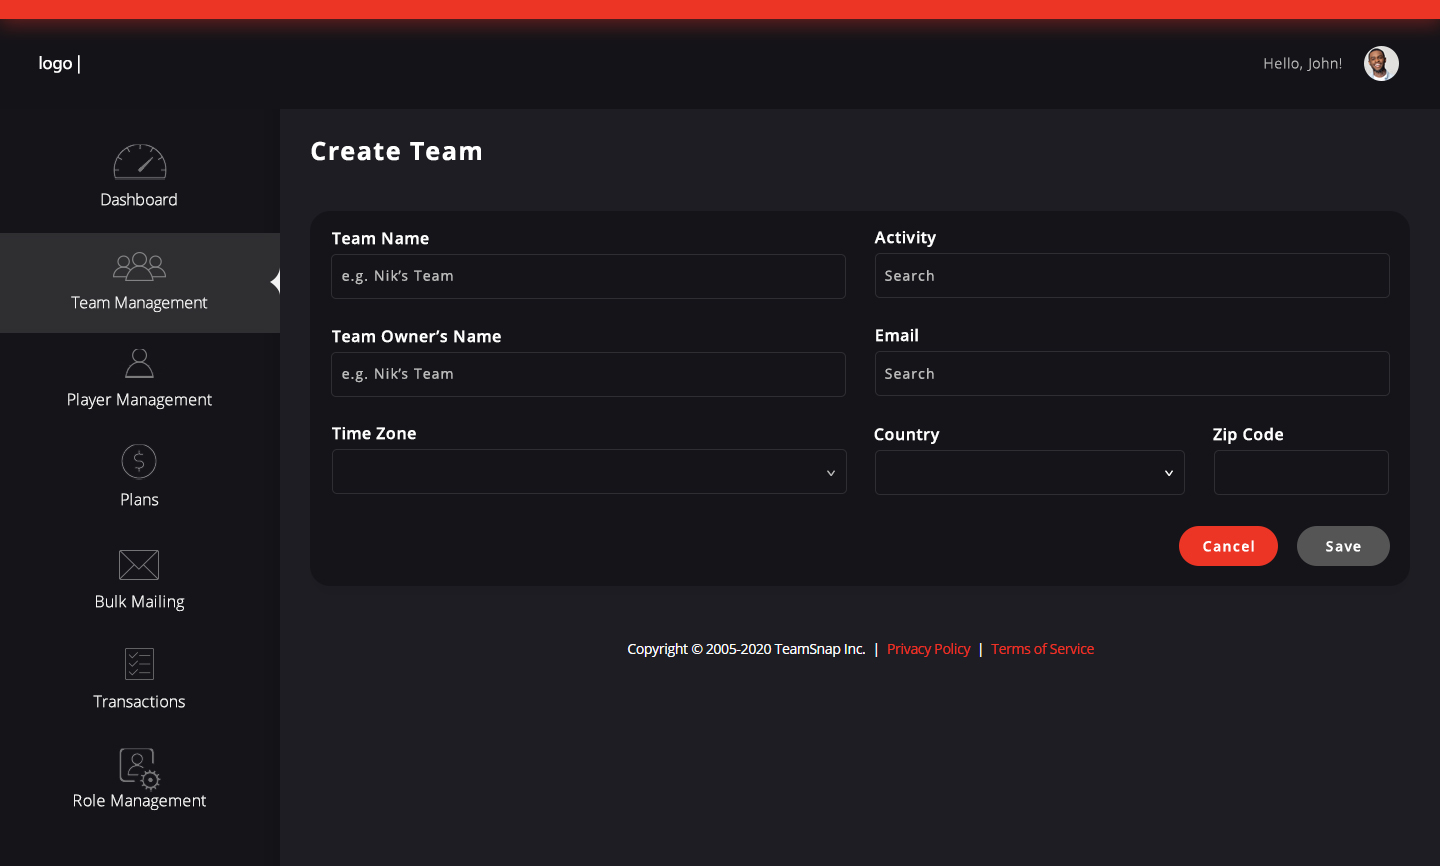 logo |
Hello, John!
Dashboard
Team Management
Player Management
$
Plans
Bulk Mailing
Transactions
Role Management
Create Team
Team Name
e.g. Nik’s Team
Activity
Search
Team Owner’s Name
e.g. Nik’s Team
Email
Search
Time Zone
Country
Zip Code
Cancel
Save
Copyright © 2005-2020 TeamSnap Inc. | Privacy Policy | Terms of Service